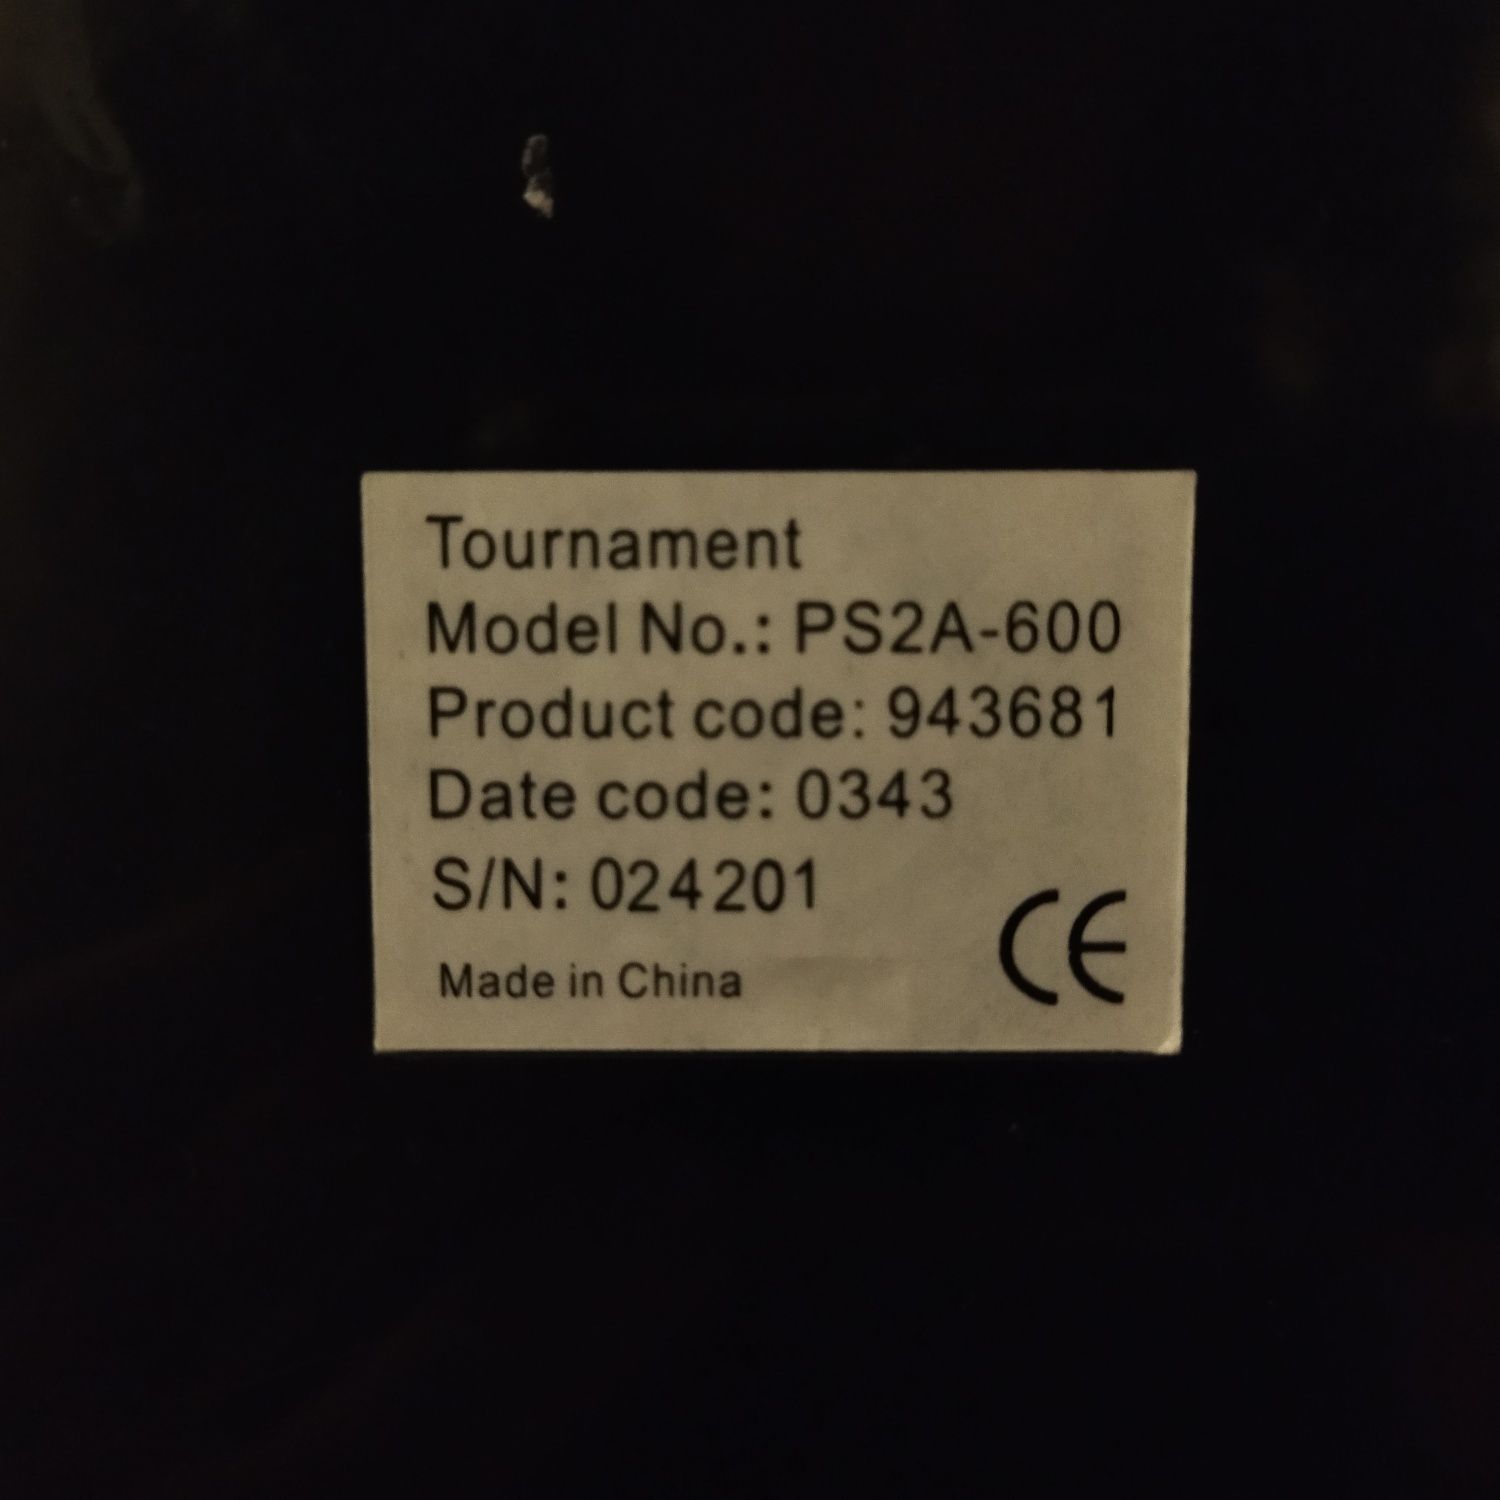 Tournament
Model No.: PS2A-600
Product code: 943681
Date code: 0343
S/N: 024201
Made in China
CE